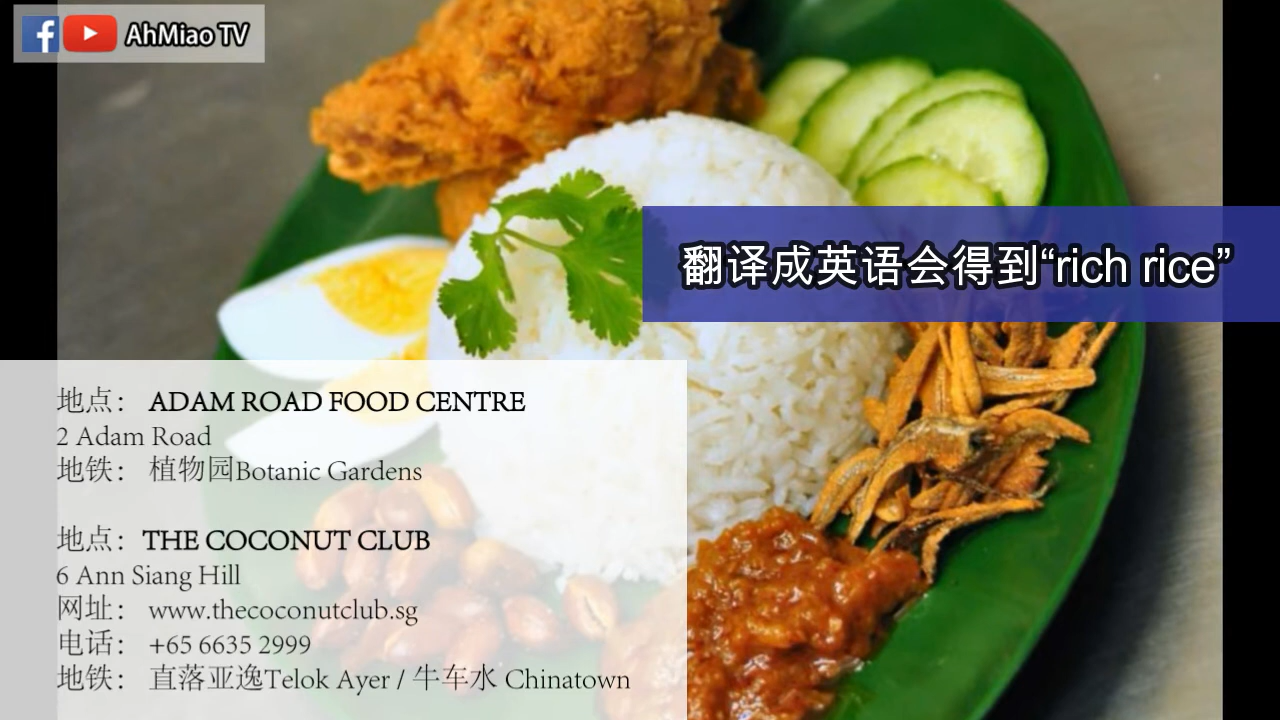 AhMiao TV
翻译成英语会得到“rich rice”
地点： ADAM ROAD FOOD CENTRE
2 Adam Road
地铁： 植物园Botanic Gardens
地点：THE COCONUT CLUB
6 Ann Siang Hill
网址： www.thecoconutclub.sg
电话： +65 6635 2999
地铁： 直落亚逸Telok Ayer / 牛车水 Chinatown